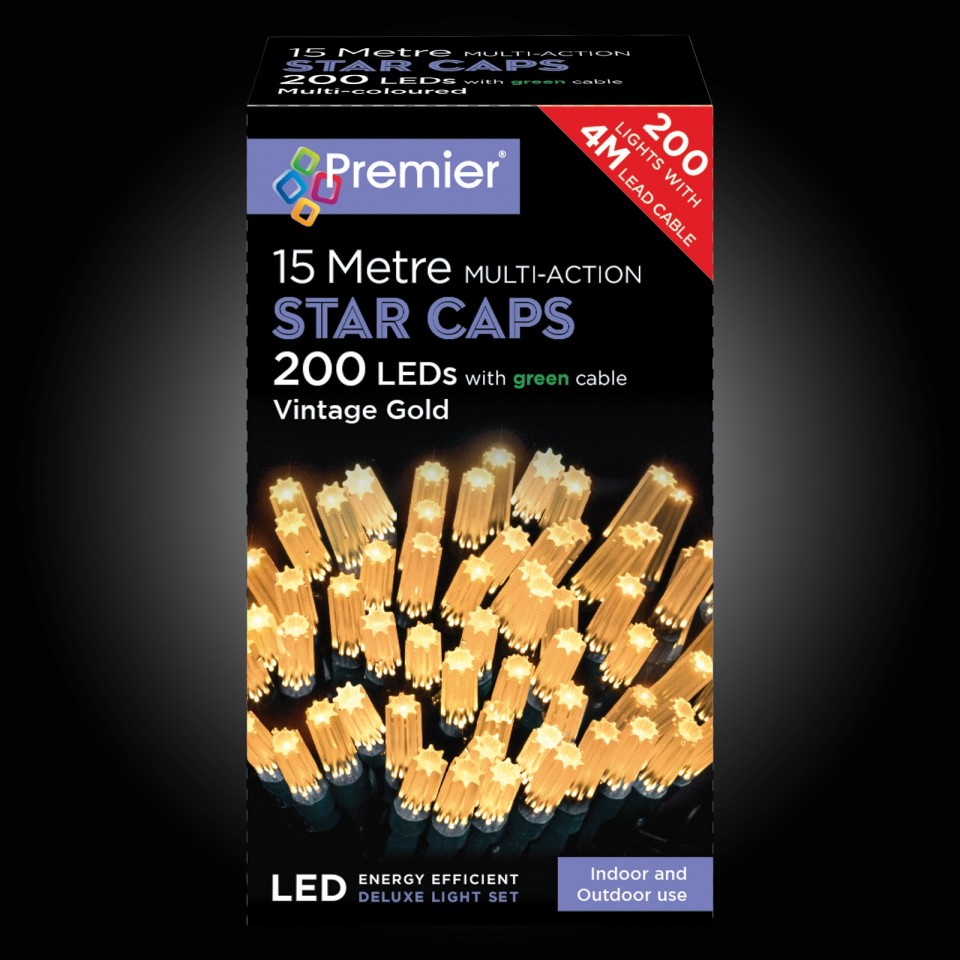 15 Metre MULTI-ACTION
STAR CAPS
200 LEDs with green cable
Multi-coloured
200
LIGHTS WITH
4M LEAD CABLE
Premier®
15 Metre MULTI-ACTION
STAR CAPS
200 LEDs with green cable
Vintage Gold
LED ENERGY EFFICIENT
DELUXE LIGHT SET
Indoor and
Outdoor use